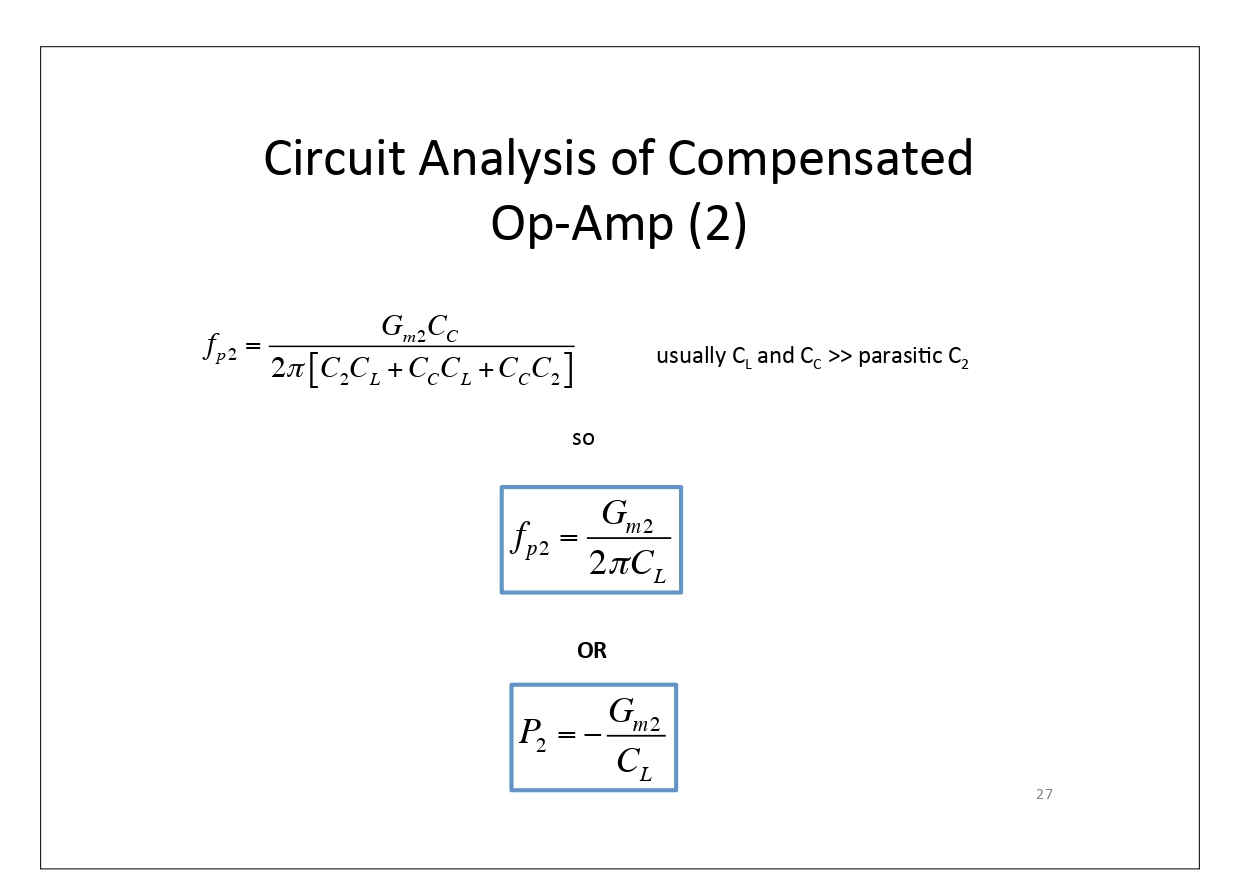 Circuit Analysis of Compensated
Op-Amp (2)
f_{p2} = \frac{G_{m2}C_C}{2\pi[C_2C_L + C_CC_L + C_CC_2]}
usually C_L and C_C >> parasitic C_2
so
f_{p2} = \frac{G_{m2}}{2\pi C_L}
OR
P_2 = -\frac{G_{m2}}{C_L}
27